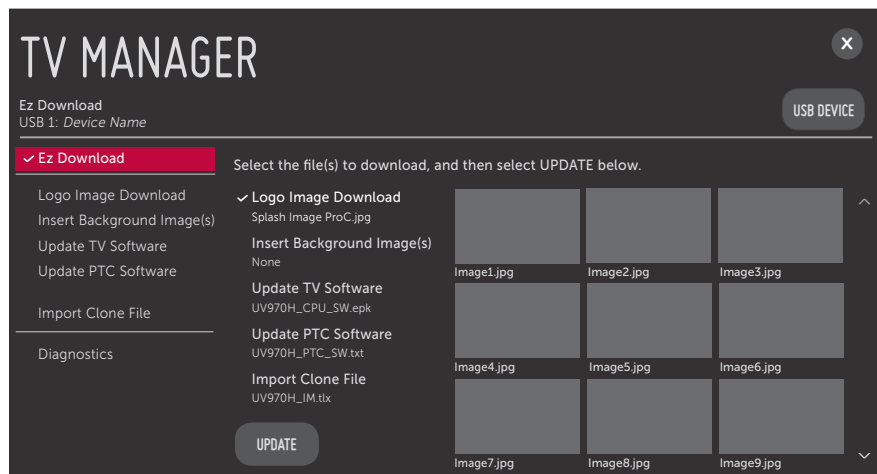 TV MANAGER
X
Ez Download
USB 1: Device Name
USB DEVICE
Ez Download
Logo Image Download
Insert Background Image(s)
Update TV Software
Update PTC Software
Import Clone File
Diagnostics
Select the file(s) to download, and then select UPDATE below.
Logo Image Download
Splash Image ProC.jpg
Insert Background Image(s)
None
Update TV Software
UV970H_CPU_SW.epk
Update PTC Software
UV970H_PTC_SW.txt
Import Clone File
UV970H_IM.tlx
UPDATE
Image1.jpg Image2.jpg Image3.jpg
Image4.jpg Image5.jpg Image6.jpg
Image7.jpg Image8.jpg Image9.jpg